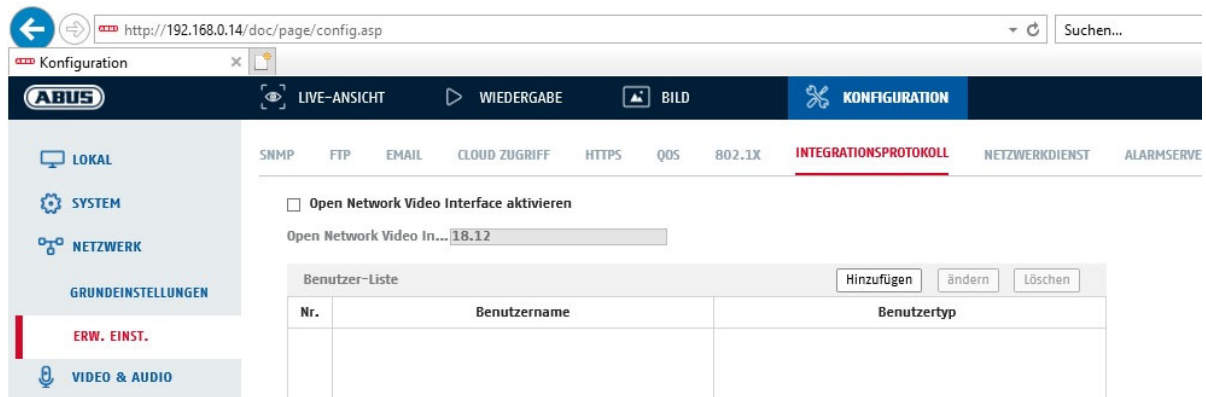 http://192.168.0.14/doc/page/config.asp Suchen...
Konfiguration
ABUS LIVE-ANSICHT WIEDERGABE BILD KONFIGURATION
LOKAL
SYSTEM
NETZWERK
GRUNDEINSTELLUNGEN
ERW. EINST.
VIDEO & AUDIO
SNMP FTP EMAIL CLOUD ZUGRIFF HTTPS QOS 802.1X INTEGRATIONSPROTOKOLL NETZWERKDIENST ALARMSERVE
Open Network Video Interface aktivieren
Open Network Video In... 18.12
Benutzer-Liste Hinzufügen ändern Löschen
Nr. Benutzername Benutzertyp